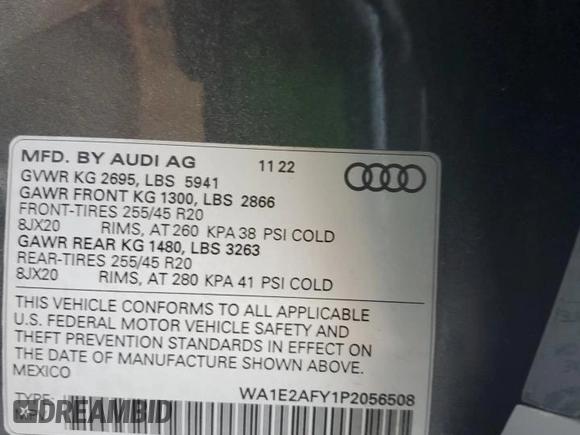 MFD. BY AUDI AG 11 22
GVWR KG 2695, LBS 5941
GAWR FRONT KG 1300, LBS 2866
FRONT-TIRES 255/45 R20
8JX20 RIMS, AT 260 KPA 38 PSI COLD
GAWR REAR KG 1480, LBS 3263
REAR-TIRES 255/45 R20
8JX20 RIMS, AT 280 KPA 41 PSI COLD
THIS VEHICLE CONFORMS TO ALL APPLICABLE
U.S. FEDERAL MOTOR VEHICLE SAFETY AND
THEFT PREVENTION STANDARDS IN EFFECT ON
THE DATE OF MANUFACTURE SHOWN ABOVE.
MEXICO
WA1E2AFY1P2056508
TYPE:
DREAMBID